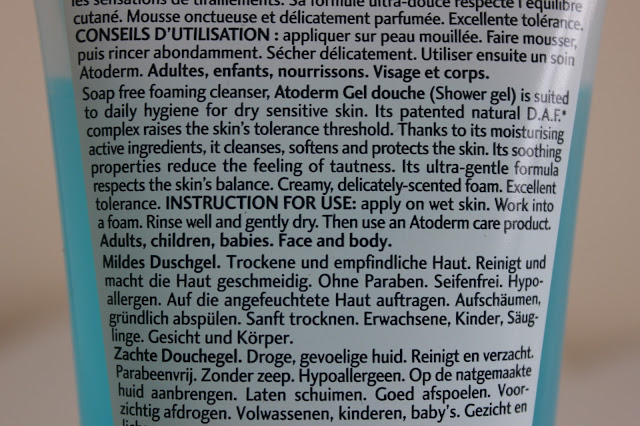 les sensations de tiraillements. Sa formule ultra-douce respecte l'équilibre
cutané. Mousse onctueuse et délicatement parfumée. Excellente tolérance.
CONSEILS D'UTILISATION : appliquer sur peau mouillée. Faire mousser,
puis rincer abondamment. Sécher délicatement. Utiliser ensuite un soin
Atoderm. Adultes, enfants, nourrissons. Visage et corps.
Soap free foaming cleanser, Atoderm Gel douche (Shower gel) is suited
to daily hygiene for dry sensitive skin. Its patented natural D.A.F.*
complex raises the skin's tolerance threshold. Thanks to its moisturising
active ingredients, it cleanses, softens and protects the skin. Its soothing
properties reduce the feeling of tautness. Its ultra-gentle formula
respects the skin's balance. Creamy, delicately-scented foam. Excellent
tolerance. INSTRUCTION FOR USE: apply on wet skin. Work into
a foam. Rinse well and gently dry. Then use an Atoderm care product.
Adults, children, babies. Face and body.
Mildes Duschgel. Trockene und empfindliche Haut. Reinigt und
macht die Haut geschmeidig. Ohne Paraben. Seifenfrei. Hypo-
allergen. Auf die angefeuchtete Haut auftragen. Aufschäumen,
gründlich abspülen. Sanft trocknen. Erwachsene, Kinder, Säug-
linge. Gesicht und Körper.
Zachte Douchegel. Droge, gevoelige huid. Reinigt en verzacht.
Parabeenvrij. Zonder zeep. Hypoallergeen. Op de natgemaakte
huid aanbrengen. Laten schuimen. Goed afspoelen. Voor-
zichtig afdrogen. Volwassenen, kinderen, baby's. Gezicht en